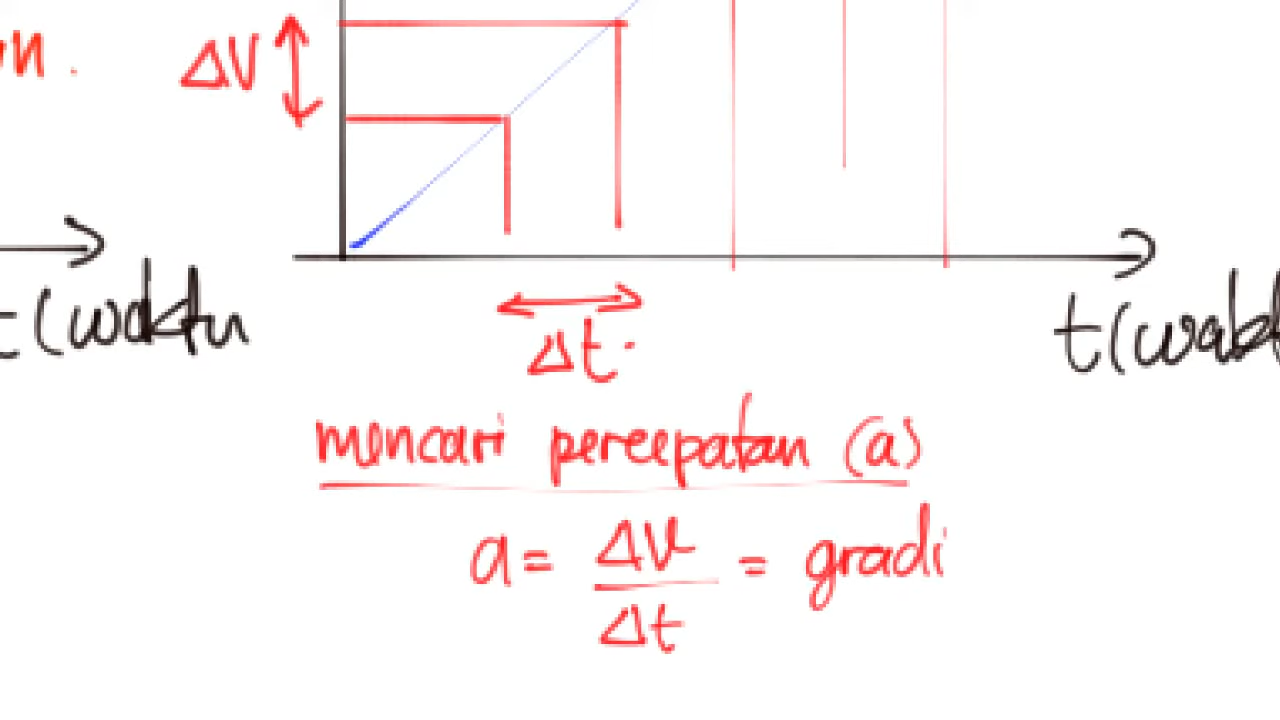 ΔV
t(waktu
Δt.
mencari percepatan (a)
a = ΔV/Δt = gradi